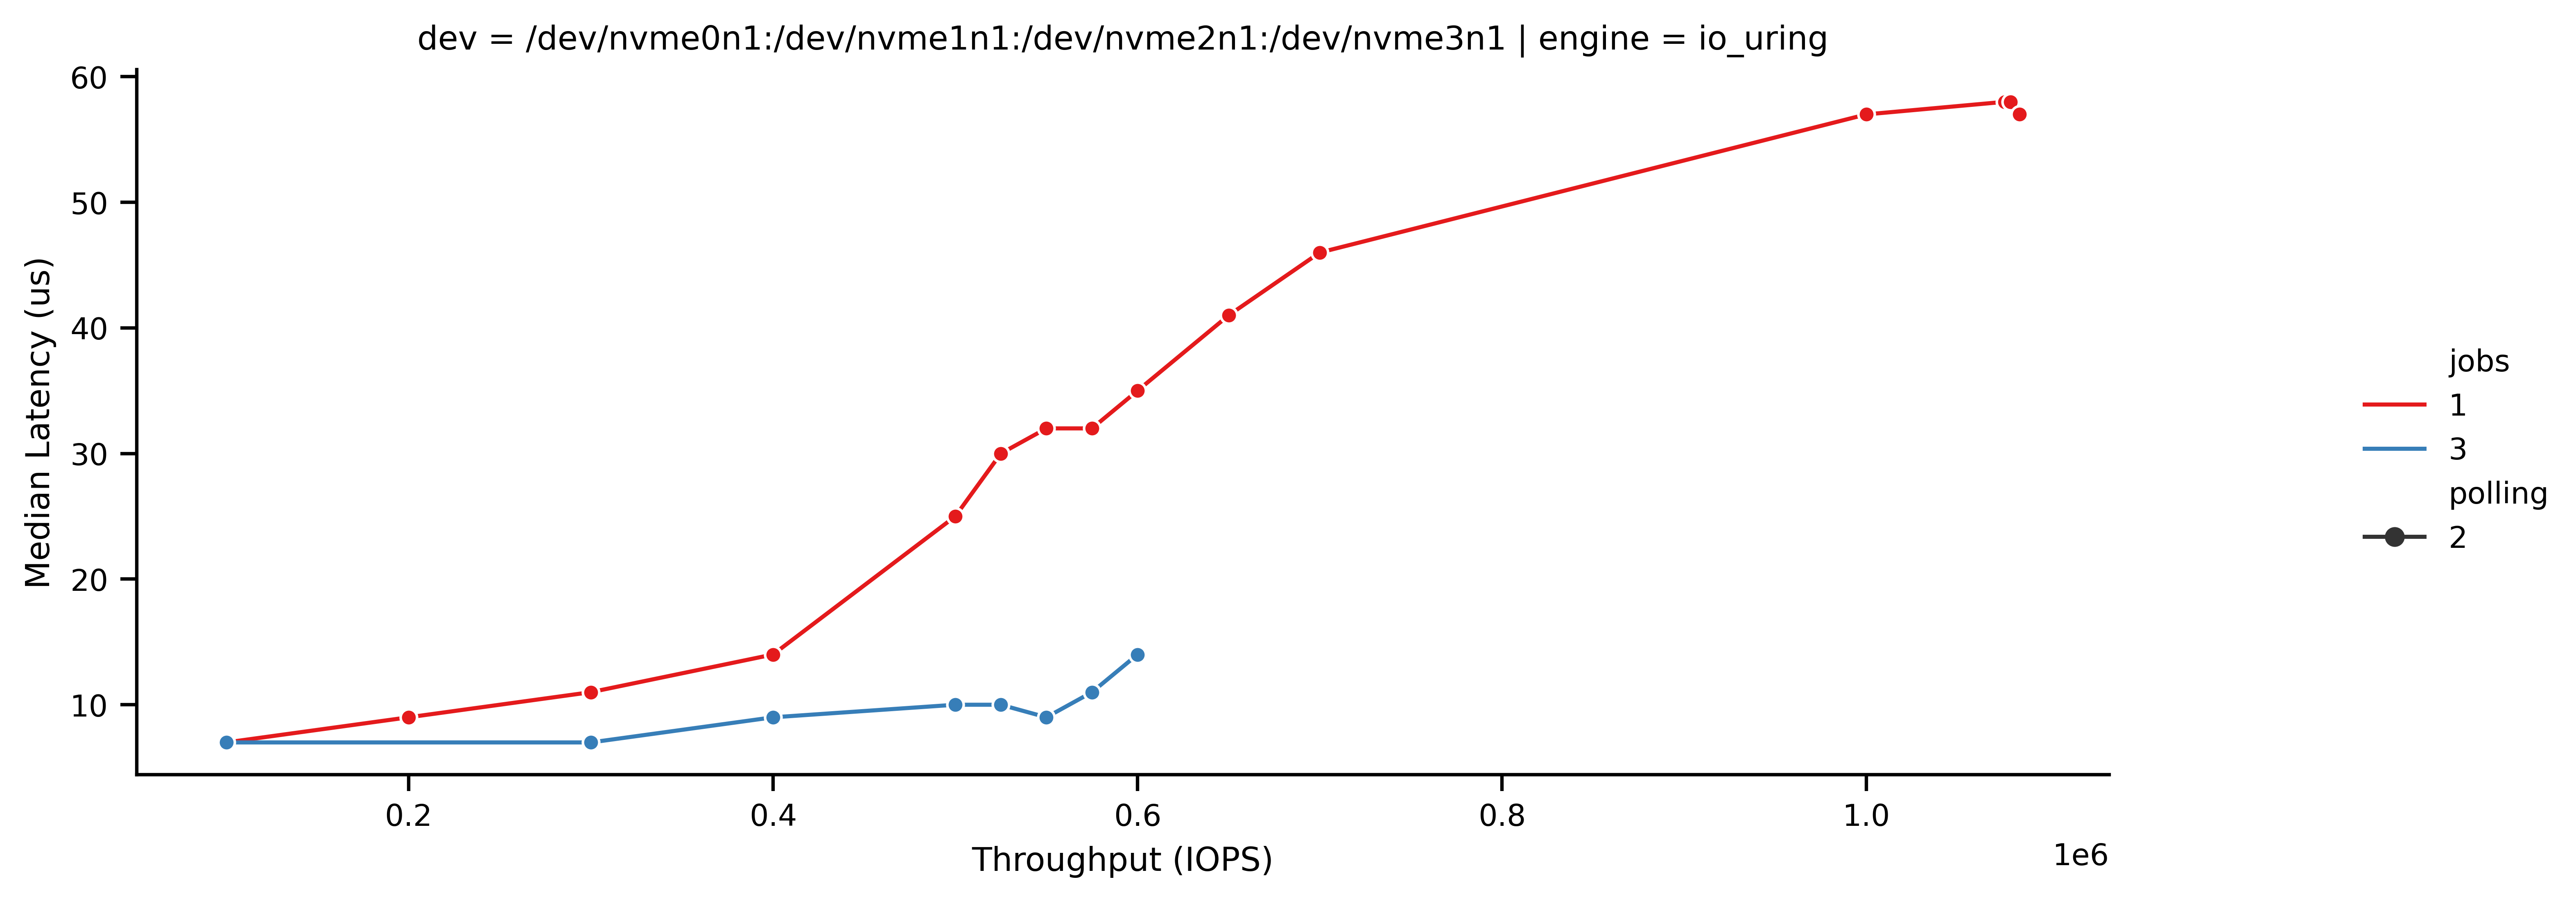 dev = /dev/nvme0n1:/dev/nvme1n1:/dev/nvme2n1:/dev/nvme3n1 | engine = io_uring
60
50
40
30
20
10
Median Latency (us)
0.2
0.4
0.6
0.8
1.0
1e6
Throughput (IOPS)
jobs
1
3
polling
2